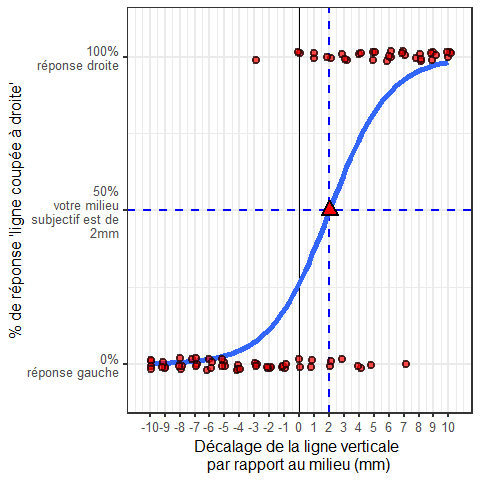 % de réponse 'ligne coupée à droite'
100%
réponse droite
50%
votre milieu
subjectif est de
2mm
0%
réponse gauche
-10 -9 -8 -7 -6 -5 -4 -3 -2 -1 0 1 2 3 4 5 6 7 8 9 10
Décalage de la ligne verticale
par rapport au milieu (mm)